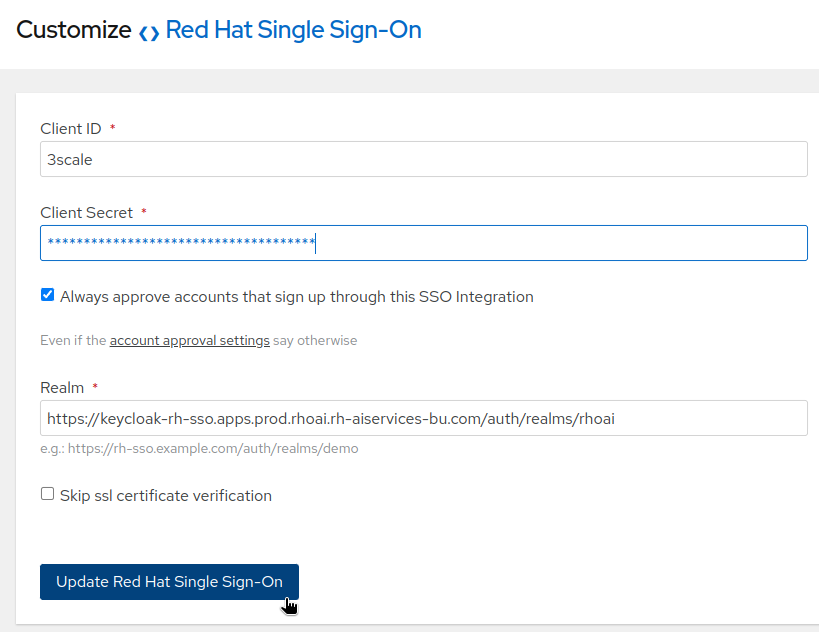 Customize <> Red Hat Single Sign-On
Client ID *
3scale
Client Secret *
*************************************
Always approve accounts that sign up through this SSO Integration
Even if the account approval settings say otherwise
Realm *
https://keycloak-rh-sso.apps.prod.rhoai.rh-aiservices-bu.com/auth/realms/rhoai
e.g.: https://rh-sso.example.com/auth/realms/demo
Skip ssl certificate verification
Update Red Hat Single Sign-On